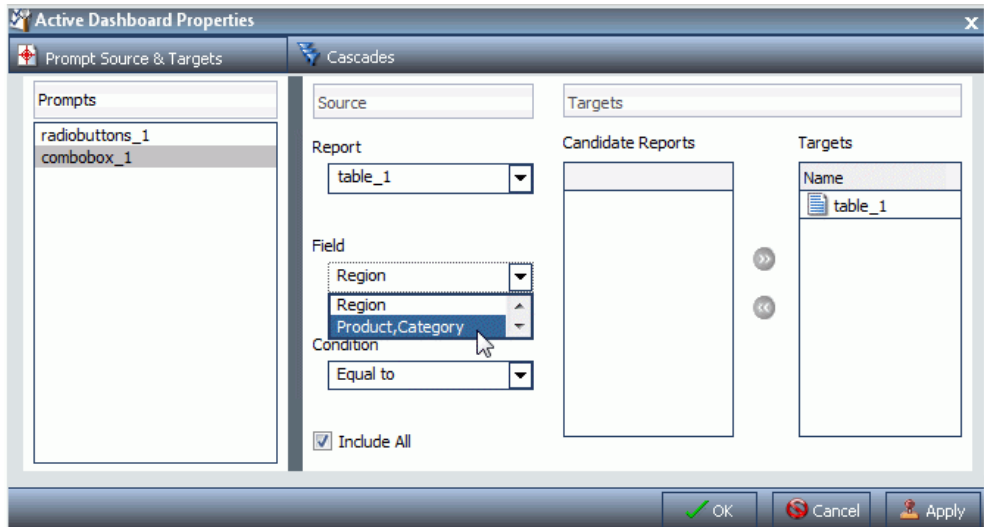 Active Dashboard Properties
x
Prompt Source & Targets
Cascades
Prompts
radiobuttons_1
combobox_1
Source
Report
table_1
Field
Region
Region
Product,Category
Condition
Equal to
Include All
Targets
Candidate Reports
Targets
Name
table_1
OK
Cancel
Apply